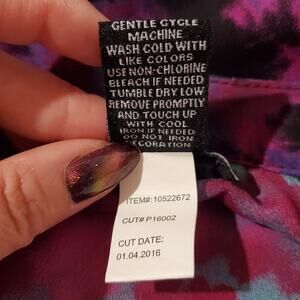 GENTLE CYCLE
MACHINE
WASH COLD WITH
LIKE COLORS
USE NON-CHLORINE
BLEACH IF NEEDED
TUMBLE DRY LOW
REMOVE PROMPTLY
AND TOUCH UP
WITH COOL
IRON IF NEEDED
DO NOT IRON
DECORATION
ITEM#: 10522672
CUT# P16002
CUT DATE:
01.04.2016